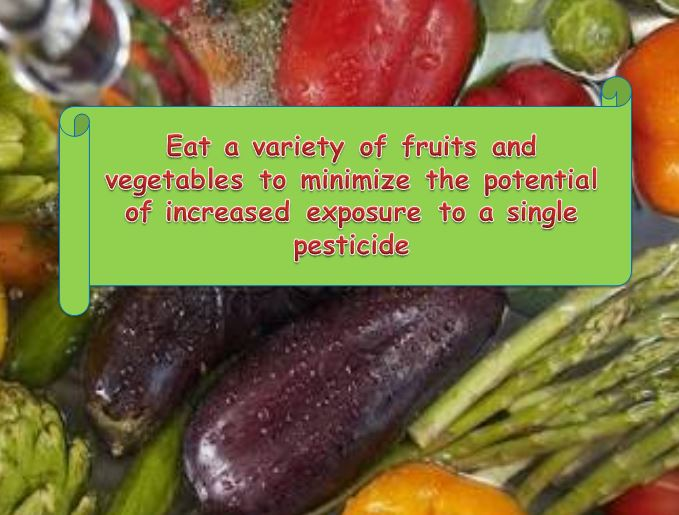 Eat a variety of fruits and
vegetables to minimize the potential
of increased exposure to a single
pesticide